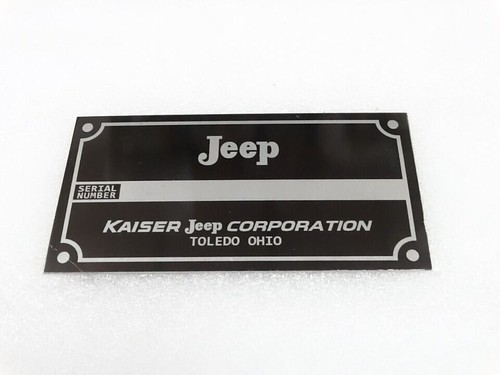 Jeep
SERIAL
NUMBER
KAISER Jeep CORPORATION
TOLEDO OHIO